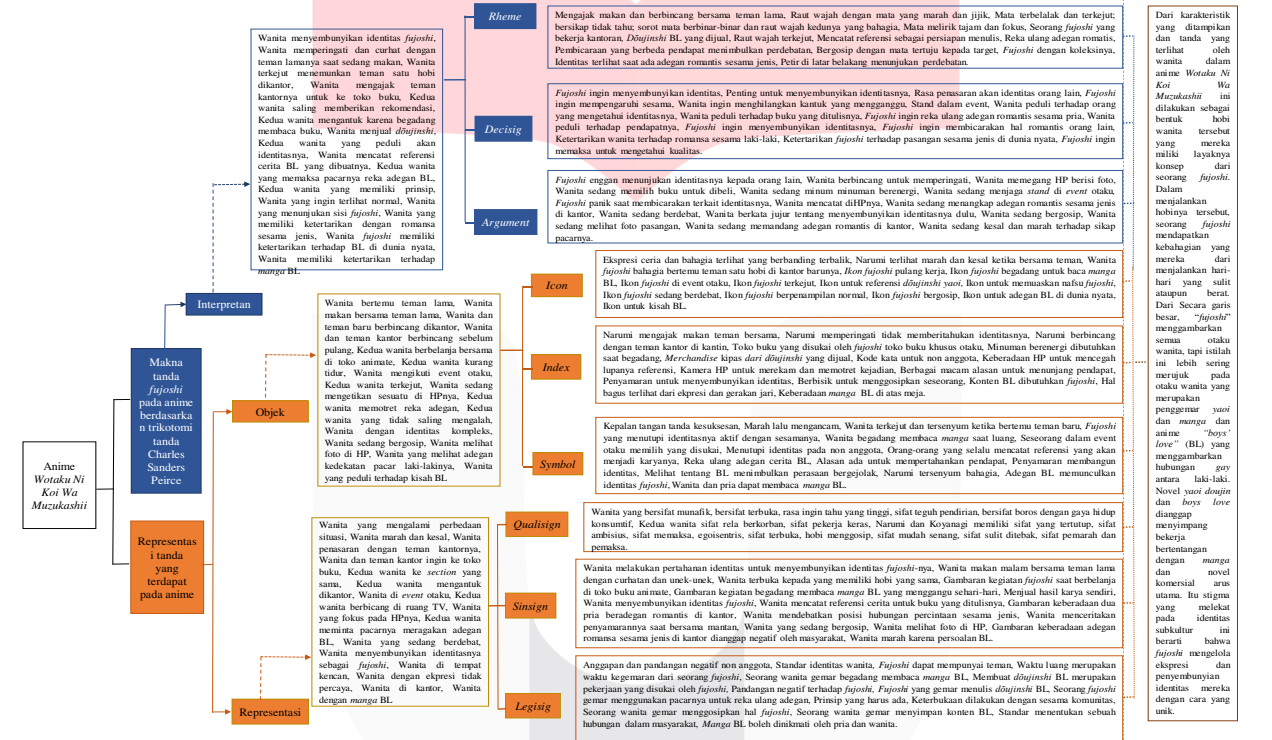 Anime
Wotaku Ni
Koi Wa
Muzukashii
Makna
tanda
fujoshi
pada anime
berdasarka
n trikotomi
tanda
Charles
Sanders
Peirce
Representas
i tanda
yang
terdapat
pada anime
Interpretan
Wanita menyembunyikan identitas fujoshi,
Wanita memperingati dan curhat dengan
teman lamanya saat sedang makan, Wanita
terkejut menemunkan teman satu hobi
dikantor, Wanita mengajak teman
kantornya untuk ke toko buku, Kedua
wanita saling memberikan rekomendasi,
Kedua wanita mengantuk karena begadang
membaca buku, Wanita menjual dōujinshi,
Kedua wanita yang peduli akan
identitasnya, Wanita mencatat referensi
cerita BL yang dibuatnya, Kedua wanita
yang memaksa pacarnya reka adegan BL,
Kedua wanita yang memiliki prinsip,
Wanita yang ingin terlihat normal, Wanita
yang menunjukan sisi fujoshi, Wanita yang
memiliki ketertarikan dengan romansa
sesama jenis, Wanita fujoshi memiliki
ketertarikan terhadap BL di dunia nyata,
Wanita memiliki ketertarikan terhadap
manga BL
Rheme
Mengajak makan dan berbincang bersama teman lama, Raut wajah dengan mata yang marah dan jijik, Mata terbelalak dan terkejut;
bersikap tidak tahu; sorot mata berbinar-binar dan raut wajah keduanya yang bahagia, Mata melirik tajam dan fokus, Seorang fujoshi yang
bekerja kantoran, Dōujinshi BL yang dijual, Raut wajah terkejut, Mencatat referensi sebagai persiapan menulis, Reka ulang adegan romatis,
Pembicaraan yang berbeda pendapat menimbulkan perdebatan, Bergosip dengan mata tertuju kepada target, Fujoshi dengan koleksinya,
Identitas terlihat saat ada adegan romantis sesama jenis, Petir di latar belakang menunjukan perdebatan.
Decisig
Fujoshi ingin menyembunyikan identitas, Penting untuk menyembunyikan identitasnya, Rasa penasaran akan identitas orang lain, Fujoshi
ingin mempengaruhi sesama, Wanita ingin menghilangkan kantuk yang mengganggu, Stand dalam event, Wanita peduli terhadap orang
yang mengetahui identitasnya, Wanita peduli terhadap buku yang ditulisnya, Fujoshi ingin reka ulang adegan romansa sesama pria, Wanita
peduli terhadap pendapatnya, Fujoshi ingin menyembunyikan identitasnya, Fujoshi ingin membicarakan hal romantis orang lain,
Ketertarikan wanita terhadap romansa sesama laki-laki, Ketertarikan fujoshi terhadap pasangan sesama jenis di dunia nyata, Fujoshi ingin
memaksa untuk mengetahui kualitas.
Argument
Fujoshi enggan menunjukan identitasnya kepada orang lain, Wanita berbincang untuk memperingati, Wanita memegang HP berisi foto,
Wanita sedang memilih buku untuk dibeli, Wanita sedang minum minuman berenergi, Wanita sedang menjaga stand di event otaku,
Fujoshi panik saat membicarakan terkait identitasnya, Wanita mencatat diHPnya, Wanita sedang menangkap adegan romantis sesama jenis
di kantor, Wanita sedang berdebat, Wanita berkata jujur tentang menyembunyikan identitasnya dulu, Wanita sedang bergosip, Wanita
sedang melihat foto pasangan, Wanita sedang memandang adegan romantis di kantor, Wanita sedang kesal dan marah terhadap sikap
pacarnya.
Objek
Wanita bertemu teman lama, Wanita
makan bersama teman lama, Wanita dan
teman baru berbincang dikantor, Wanita
dan teman kantor berbincang sebelum
pulang, Kedua wanita berbelanja bersama
di toko animate, Kedua wanita kurang
tidur, Wanita mengikuti event otaku,
Kedua wanita terkejut, Wanita sedang
mengetikan sesuatu di HPnya, Kedua
wanita memotret reka adegan, Kedua
wanita yang tidak saling mengalah,
Wanita dengan identitas kompleks,
Wanita sedang bergosip, Wanita melihat
foto di HP, Wanita yang melihat adegan
kedekatan pacar laki-lakinya, Wanita
yang peduli terhadap kisah BL
Icon
Ekspresi ceria dan bahagia terlihat yang berbanding terbalik, Narumi terlihat marah dan kesal ketika bersama teman, Wanita
fujoshi bahagia bertemu teman satu hobi di kantor barunya, Ikon fujoshi pulang kerja, Ikon fujoshi begadang untuk baca manga
BL, Ikon fujoshi di event otaku, Ikon fujoshi terkejut, Ikon untuk referensi dōujinshi yaoi, Ikon untuk memuaskan nafsu fujoshi,
Ikon fujoshi sedang berdebat, Ikon fujoshi berpenampilan normal, Ikon fujoshi bergosip, Ikon untuk adegan BL di dunia nyata,
Ikon untuk kisah BL.
Index
Narumi mengajak makan teman bersama, Narumi memperingati tidak memberitahukan identitasnya, Narumi berbincang
dengan teman kantor di kantin, Toko buku yang disukai oleh fujoshi toko buku khusus otaku, Minuman berenergi dibutuhkan
saat begadang, Merchandise kipas dari dōujinshi yang dijual, Kode kata untuk non anggota, Keberadaan HP untuk mencegah
lupanya referensi, Kamera HP untuk merekam dan memotret kejadian, Berbagai macam alasan untuk menunjang pendapat,
Penyamaran untuk menyembunyikan identitas, Berbisik untuk menggosipkan seseorang, Konten BL dibutuhkan fujoshi, Hal
bagus terlihat dari ekspresi dan gerakan jari, Keberadaan manga BL di atas meja.
Symbol
Kepalan tangan tanda kesuksesan, Marah lalu mengancam, Wanita terkejut dan tersenyum ketika bertemu teman baru, Fujoshi
yang menutupi identitasnya aktif dengan sesamanya, Wanita begadang membaca manga saat luang, Seseorang dalam event
otaku memilih yang disukai, Menutupi identitas pada non anggota, Orang-orang yang selalu mencatat referensi yang akan
menjadi karyanya, Reka ulang adegan cerita BL, Alasan ada untuk mempertahankan pendapat, Penyamaran membangun
identitas, Melihat tentang BL menimbulkan perasaan bergejolak, Narumi tersenyum bahagia, Adegan BL memunculkan
identitas fujoshi, Wanita dan pria dapat membaca manga BL.
Representasi
Wanita yang mengalami perbedaan
situasi, Wanita marah dan kesal, Wanita
penasaran dengan teman kantornya,
Wanita dan teman kantor ingin ke toko
buku, Kedua wanita ke section yang
sama, Kedua wanita mengantuk
dikantor, Wanita di event otaku, Kedua
wanita berbicang di ruang TV, Wanita
yang fokus pada HPnya, Kedua wanita
meminta pacarnya meragakan adegan
BL, Wanita yang sedang berdebat,
Wanita menyembunyikan identitasnya
sebagai fujoshi, Wanita di tempat
kencan, Wanita dengan ekpresi tidak
percaya, Wanita di kantor, Wanita
dengan manga BL
Qualisign
Wanita yang bersifat munafik, bersifat terbuka, rasa ingin tahu yang tinggi, sifat teguh pendirian, bersifat boros dengan gaya hidup
konsumtif, Kedua wanita sifat rela berkorban, sifat pekerja keras, Narumi dan Koyanagi memiliki sifat yang tertutup, sifat
ambisius, sifat memaksa, egoisentris, sifat terbuka, hobi menggosip, sifat mudah senang, sifat sulit ditebak, sifat pemarah dan
pemaksa.
Sinsign
Wanita melakukan pertahanan identitas untuk menyembunyikan identitas fujoshi-nya, Wanita makan malam bersama teman lama
dengan curhatan dan unek-unek, Wanita terbuka kepada yang memiliki hobi yang sama, Gambaran kegiatan fujoshi saat berbelanja
di toko buku animate, Gambaran kegiatan begadang membaca manga BL yang menggangu sehari-hari, Menjual hasil karya sendiri,
Wanita menyembunyikan identitas fujoshi, Wanita mencatat referensi cerita untuk buku yang ditulisnya, Gambaran keberadaan dua
pria beradegan romantis di kantor, Wanita mendebatkan posisi hubungan percintaan sesama jenis, Wanita menceritakan
penyamarannya saat bersama mantan, Wanita yang sedang bergosip, Wanita melihat foto di HP, Gambaran keberadaan adegan
romansa sesama jenis di kantor dianggap negatif oleh masyarakat, Wanita marah karena persoalan BL.
Legisig
Anggapan dan pandangan negatif non anggota, Standar identitas wanita, Fujoshi dapat mempunyai teman, Waktu luang merupakan
waktu kegemaran dari seorang fujoshi, Seorang wanita gemar begadang membaca manga BL, Membuat dōujinshi BL merupakan
pekerjaan yang disukai oleh fujoshi, Pandangan negatif terhadap fujoshi, Fujoshi yang gemar menulis dōujinshi BL, Seorang fujoshi
gemar menggunakan pacarnya untuk reka ulang adegan, Prinsip yang harus ada, Keterbukaan dilakukan dengan sesama komunitas,
Seorang wanita gemar menggosipkan hal fujoshi, Seorang wanita gemar menyimpan konten BL, Standar menentukan sebuah
hubungan dalam masyarakat, Manga BL boleh dinikmati oleh pria dan wanita.
Dari karakteristik
yang ditampikan
dan tanda yang
terlihat oleh
wanita dalam
anime Wotaku Ni
Koi Wa
Muzukashii ini
dilakukan sebagai
bentuk hobi
wanita tersebut
yang mereka
miliki layaknya
konsep dari
seorang fujoshi.
Dalam
menjalankan
hobinya tersebut,
seorang fujoshi
mendapatkan
kebahagian yang
mereka dari
menjalankan hari-
hari yang sulit
ataupun berat.
Dari Secara garis
besar, “fujoshi”
menggambarkan
semua otaku
wanita, tapi istilah
ini lebih sering
merujuk pada
otaku wanita yang
merupakan
penggemar yaoi
dan manga dan
anime “boys’
love” (BL) yang
menggambarkan
hubungan gay
antara laki-laki.
Novel yaoi doujin
dan boys love
dianggap
menyimpang
bekerja
bertentangan
dengan manga
dan novel
komersial arus
utama. Itu stigma
yang melekat
pada identitas
subkultur ini
berarti bahwa
fujoshi mengelola
ekspresi dan
penyembunyian
identitas mereka
dengan cara yang
unik.